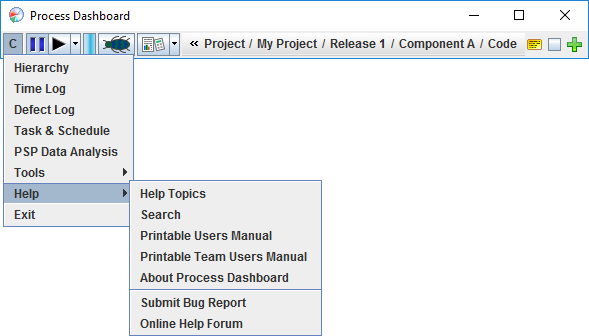 Process Dashboard
C « Project / My Project / Release 1 / Component A / Code
Hierarchy
Time Log
Defect Log
Task & Schedule
PSP Data Analysis
Tools
Help
Exit
Help Topics
Search
Printable Users Manual
Printable Team Users Manual
About Process Dashboard
Submit Bug Report
Online Help Forum